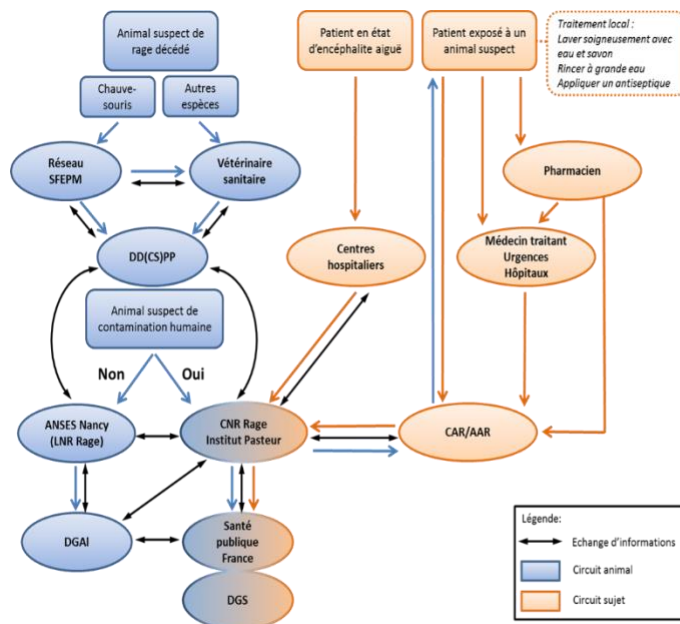 Animal suspect de
rage décédé
Patient en état
d'encéphalite aiguë
Patient exposé à un
animal suspect
Traitement local :
Laver soigneusement avec
eau et savon
Rincer à grande eau
Appliquer un antiseptique
Chauve-
souris
Autres
espèces
Réseau
SFEPM
Vétérinaire
sanitaire
Pharmacien
DD(CS)PP
Centres
hospitaliers
Médecin traitant
Urgences
Hôpitaux
Animal suspect de
contamination humaine
Non
Oui
ANSES Nancy
(LNR Rage)
CNR Rage
Institut Pasteur
CAR/AAR
DGAl
Santé
publique
France
DGS
Légende:
Echange d'informations
Circuit animal
Circuit sujet